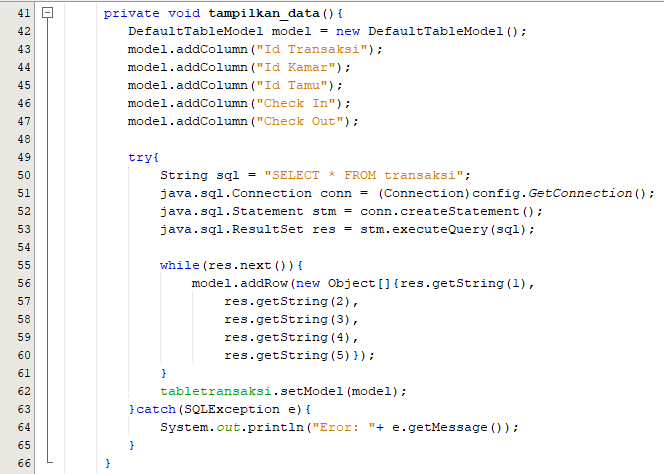 41 private void tampilkan_data(){
42 DefaultTableModel model = new DefaultTableModel();
43 model.addColumn("Id Transaksi");
44 model.addColumn("Id Kamar");
45 model.addColumn("Id Tamu");
46 model.addColumn("Check In");
47 model.addColumn("Check Out");
48
49 try{
50 String sql = "SELECT * FROM transaksi";
51 java.sql.Connection conn = (Connection)config.GetConnection();
52 java.sql.Statement stm = conn.createStatement();
53 java.sql.ResultSet res = stm.executeQuery(sql);
54
55 while(res.next()){
56 model.addRow(new Object[]{res.getString(1),
57 res.getString(2),
58 res.getString(3),
59 res.getString(4),
60 res.getString(5)});
61 }
62 tabletransaksi.setModel(model);
63 }catch(SQLException e){
64 System.out.println("Eror: "+ e.getMessage());
65 }
66 }